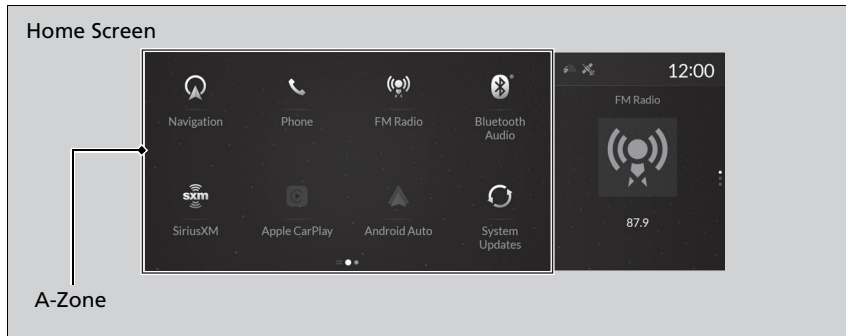 Home Screen
12:00
FM Radio
Navigation
Phone
FM Radio
Bluetooth
Audio
sxm
SiriusXM
Apple CarPlay
Android Auto
System
Updates
87.9
A-Zone